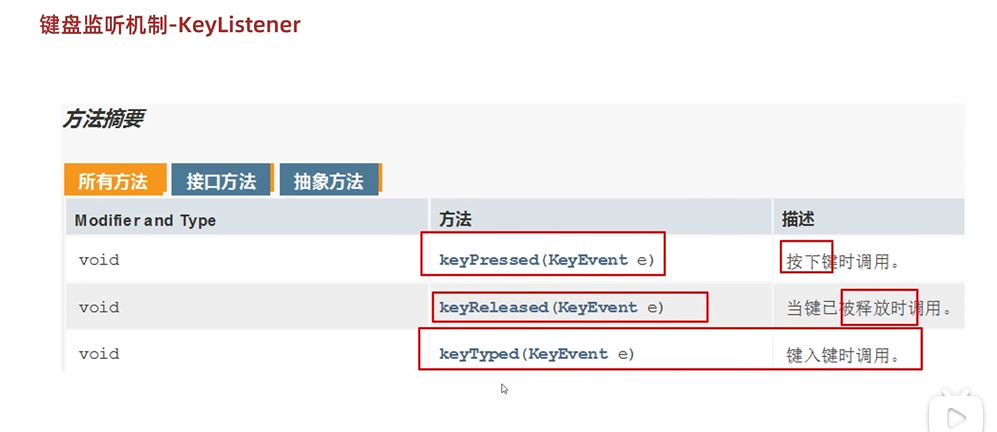 键盘监听机制-KeyListener
方法摘要
所有方法 接口方法 抽象方法
Modifier and Type 方法 描述
void keyPressed(KeyEvent e) 按下键时调用。
void keyReleased(KeyEvent e) 当键已被释放时调用。
void keyTyped(KeyEvent e) 键入键时调用。